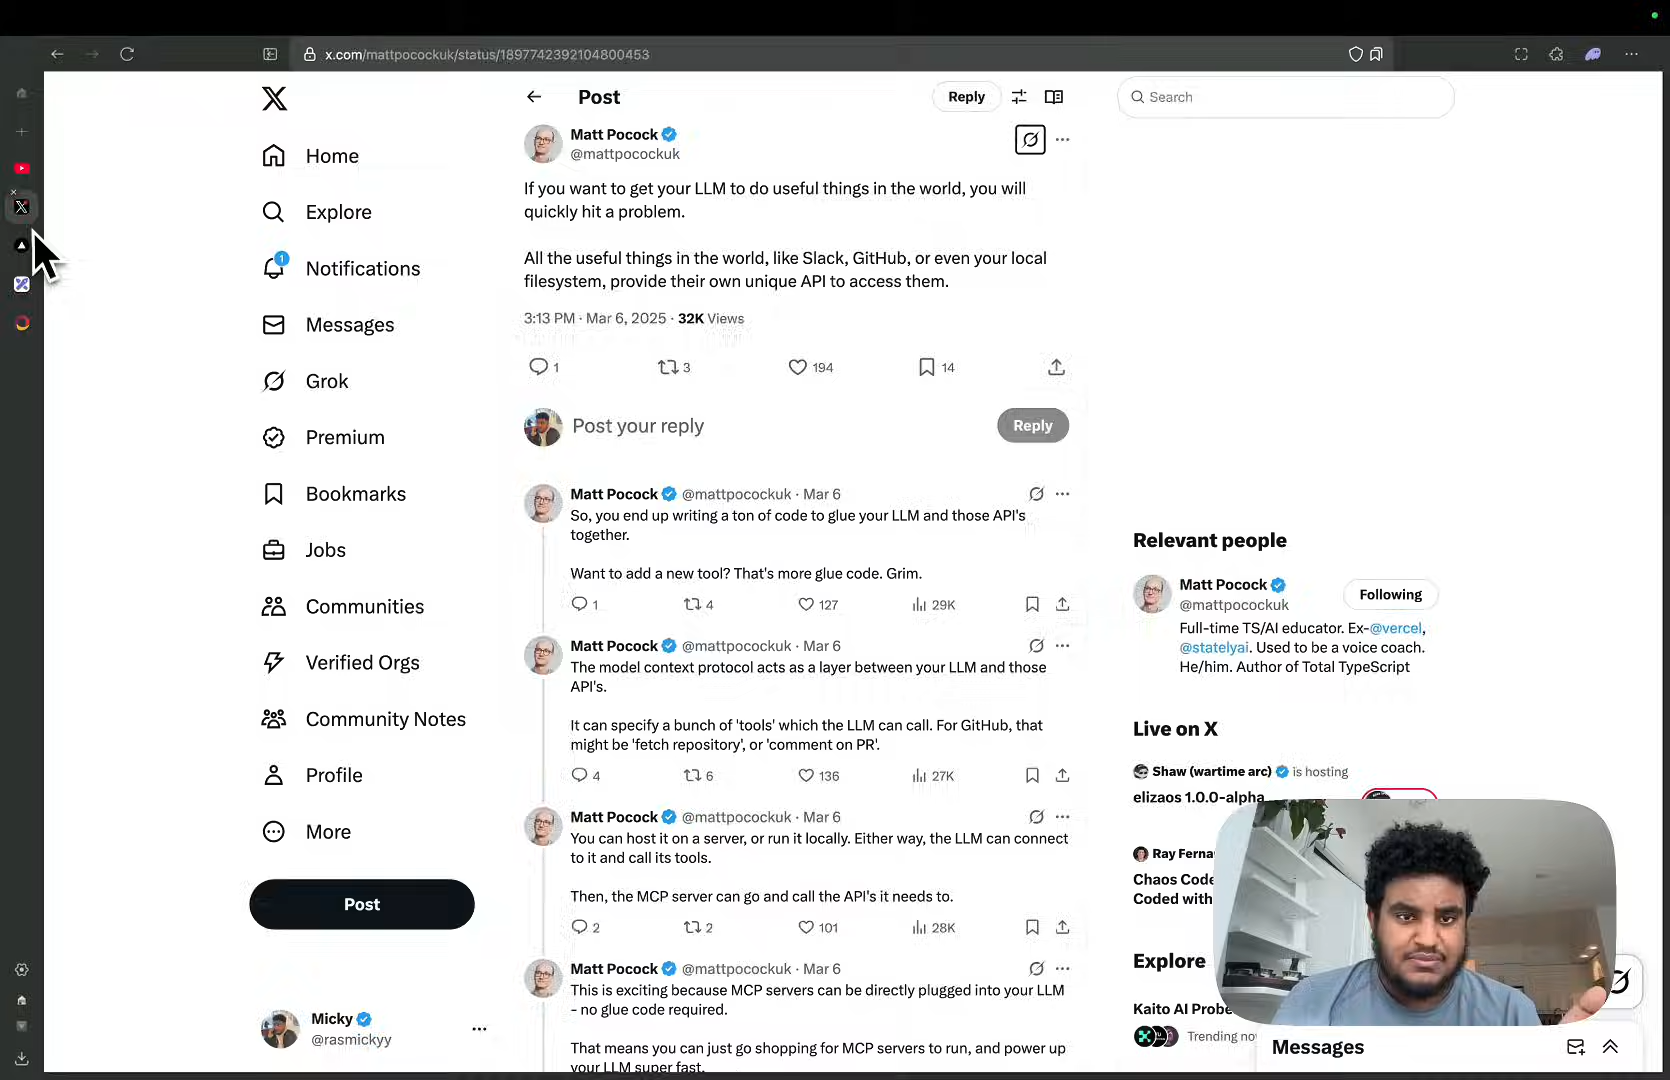 x.com/mattpocockuk/status/1897742392104800453
Home
Explore
1
Notifications
Messages
Grok
Premium
Bookmarks
Jobs
Communities
Verified Orgs
Community Notes
Profile
More
Post
Micky
@rasmickyy
Post
Reply
Matt Pocock
@mattpocockuk
If you want to get your LLM to do useful things in the world, you will
quickly hit a problem.
All the useful things in the world, like Slack, GitHub, or even your local
filesystem, provide their own unique API to access them.
3:13 PM · Mar 6, 2025 · 32K Views
1 3 194 14
Post your reply
Reply
Matt Pocock @mattpocockuk · Mar 6
So, you end up writing a ton of code to glue your LLM and those API's
together.
Want to add a new tool? That's more glue code. Grim.
1 4 127 29K
Matt Pocock @mattpocockuk · Mar 6
The model context protocol acts as a layer between your LLM and those
API's.
It can specify a bunch of 'tools' which the LLM can call. For GitHub, that
might be 'fetch repository', or 'comment on PR'.
4 6 136 27K
Matt Pocock @mattpocockuk · Mar 6
You can host it on a server, or run it locally. Either way, the LLM can connect
to it and call its tools.
Then, the MCP server can go and call the API's it needs to.
2 2 101 28K
Matt Pocock @mattpocockuk · Mar 6
This is exciting because MCP servers can be directly plugged into your LLM
- no glue code required.
That means you can just go shopping for MCP servers to run, and power up
your LLM super fast.
Search
Relevant people
Matt Pocock
@mattpocockuk
Following
Full-time TS/AI educator. Ex-@vercel,
@statelyai. Used to be a voice coach.
He/him. Author of Total TypeScript
Live on X
Shaw (wartime arc) is hosting
elizaos 1.0.0-alpha
Ray Ferna
Chaos Code
Coded with
Explore
Kaito AI Probe
Trending no
Messages